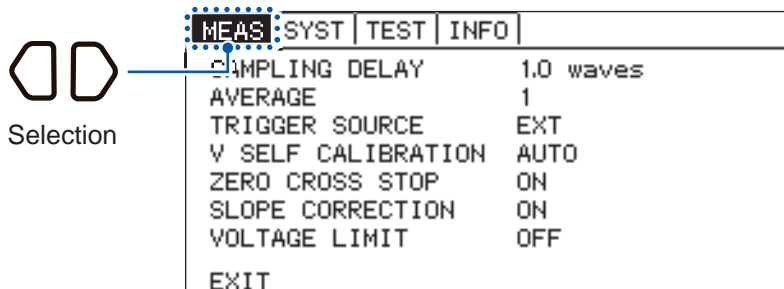 MEAS SYST TEST INFO
SAMPLING DELAY 1.0 waves
AVERAGE 1
TRIGGER SOURCE EXT
V SELF CALIBRATION AUTO
ZERO CROSS STOP ON
SLOPE CORRECTION ON
VOLTAGE LIMIT OFF
EXIT
Selection